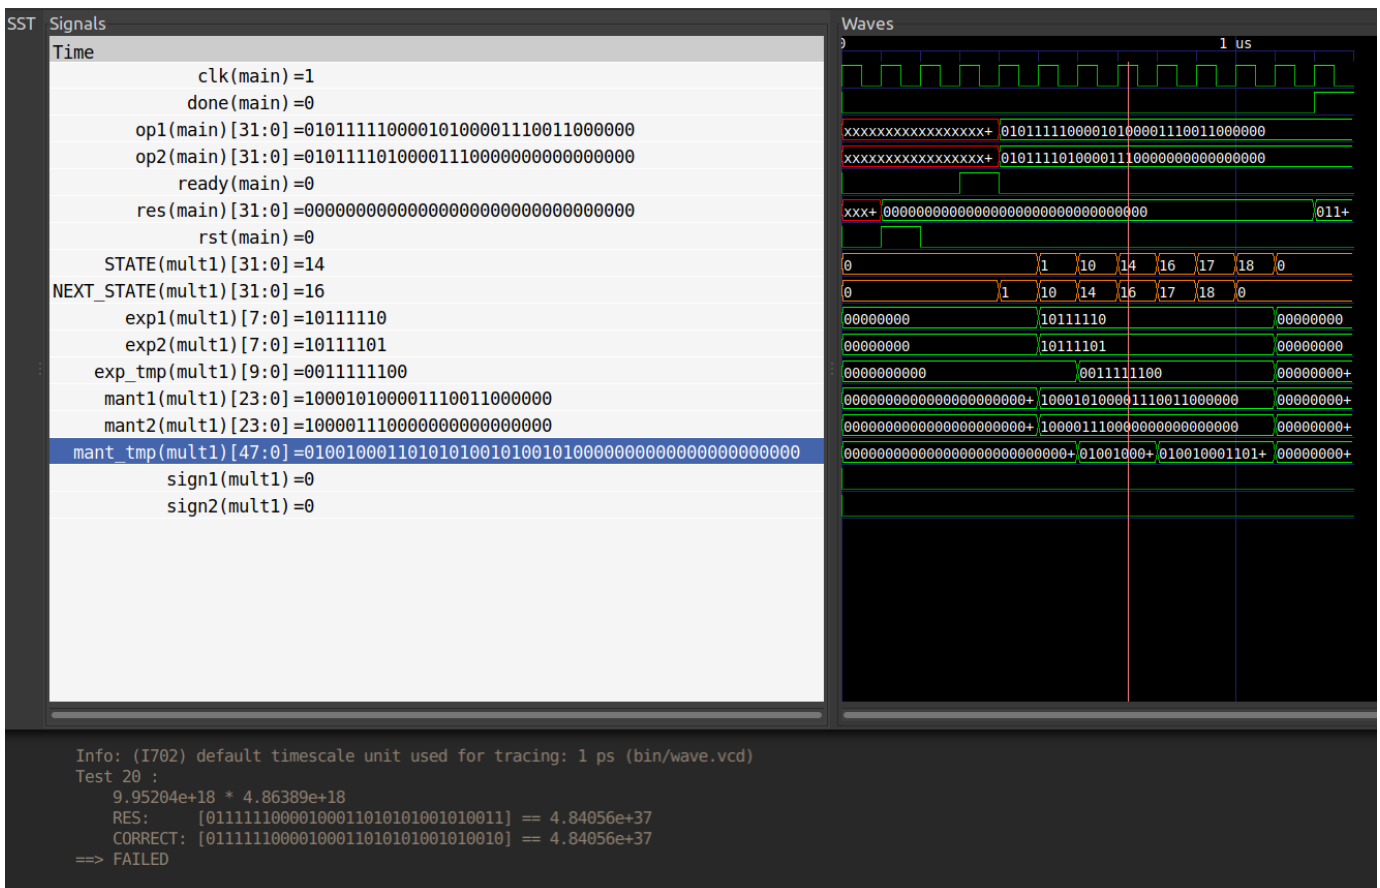 SST Signals Waves
Time 0 1 us
clk(main)=1
done(main)=0
op1(main)[31:0]=01011111000010100001110011000000 xxxxxxxxxxxxxxxxx+ 01011111000010100001110011000000
op2(main)[31:0]=01011110100001110000000000000000 xxxxxxxxxxxxxxxxx+ 01011110100001110000000000000000
ready(main)=0
res(main)[31:0]=00000000000000000000000000000000 xxx+ 00000000000000000000000000000000 011+
rst(main)=0
STATE(mult1)[31:0]=14 0 1 10 14 16 17 18 0
NEXT_STATE(mult1)[31:0]=16 0 1 10 14 16 17 18 0
exp1(mult1)[7:0]=10111110 00000000 10111110 00000000
exp2(mult1)[7:0]=10111101 00000000 10111101 00000000
exp_tmp(mult1)[9:0]=0011111100 0000000000 0011111100 00000000+
mant1(mult1)[23:0]=100010100001110011000000 0000000000000000000000+ 100010100001110011000000 00000000+
mant2(mult1)[23:0]=100001110000000000000000 0000000000000000000000+ 100001110000000000000000 00000000+
mant_tmp(mult1)[47:0]=010010001101010100101001010000000000000000000000 00000000000000000000000000+ 01001000+ 010010001101+ 00000000+
sign1(mult1)=0
sign2(mult1)=0
Info: (I702) default timescale unit used for tracing: 1 ps (bin/wave.vcd)
Test 20 :
9.95204e+18 * 4.86389e+18
RES: [01111110000100011010101001010011] == 4.84056e+37
CORRECT: [01111110000100011010101001010010] == 4.84056e+37
==> FAILED